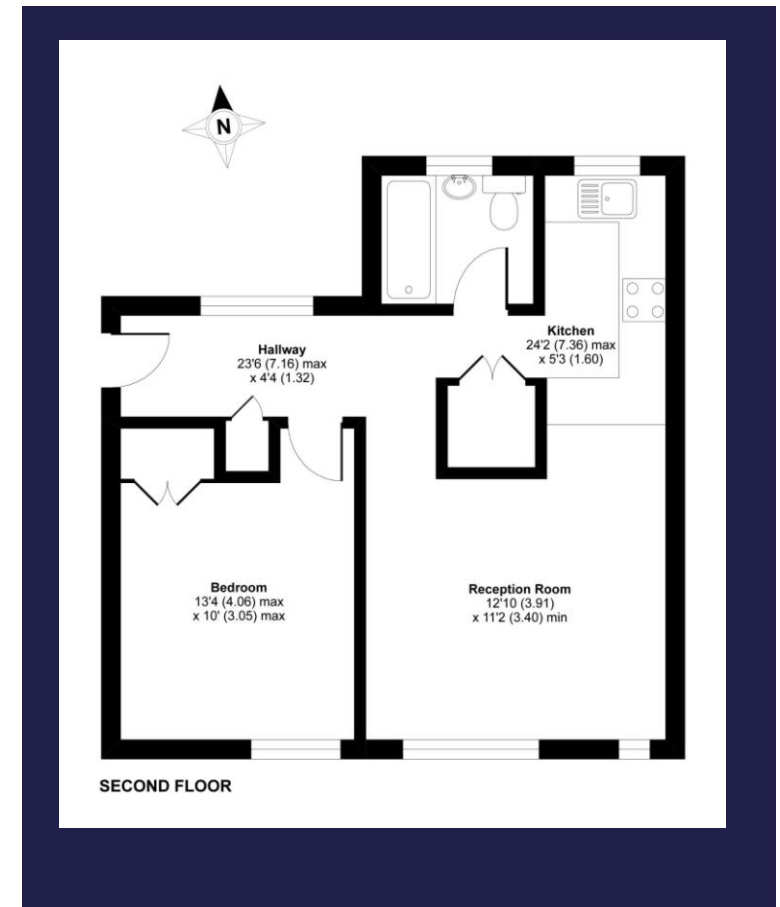 N
Kitchen
24'2 (7.36) max
x 5'3 (1.60)
Hallway
23'6 (7.16) max
x 4'4 (1.32)
Bedroom
13'4 (4.06) max
x 10' (3.05) max
Reception Room
12'10 (3.91)
x 11'2 (3.40) min
SECOND FLOOR